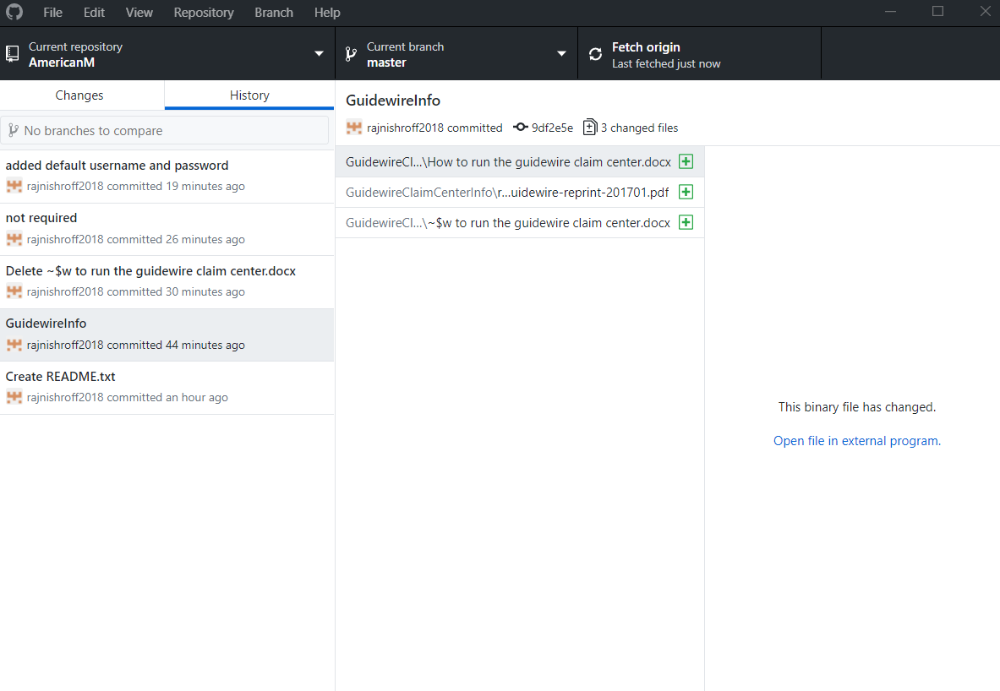 File Edit View Repository Branch Help
Current repository
AmericanM
Current branch
master
Fetch origin
Last fetched just now
Changes
History
No branches to compare
added default username and password
rajnishroff2018 committed 19 minutes ago
not required
rajnishroff2018 committed 26 minutes ago
Delete ~$w to run the guidewire claim center.docx
rajnishroff2018 committed 30 minutes ago
GuidewireInfo
rajnishroff2018 committed 44 minutes ago
Create README.txt
rajnishroff2018 committed an hour ago
GuidewireInfo
rajnishroff2018 committed 9df2e5e 3 changed files
GuidewireCl...\How to run the guidewire claim center.docx
GuidewireClaimCenterInfo\r...uidewire-reprint-201701.pdf
GuidewireCl...\~$w to run the guidewire claim center.docx
This binary file has changed.
Open file in external program.